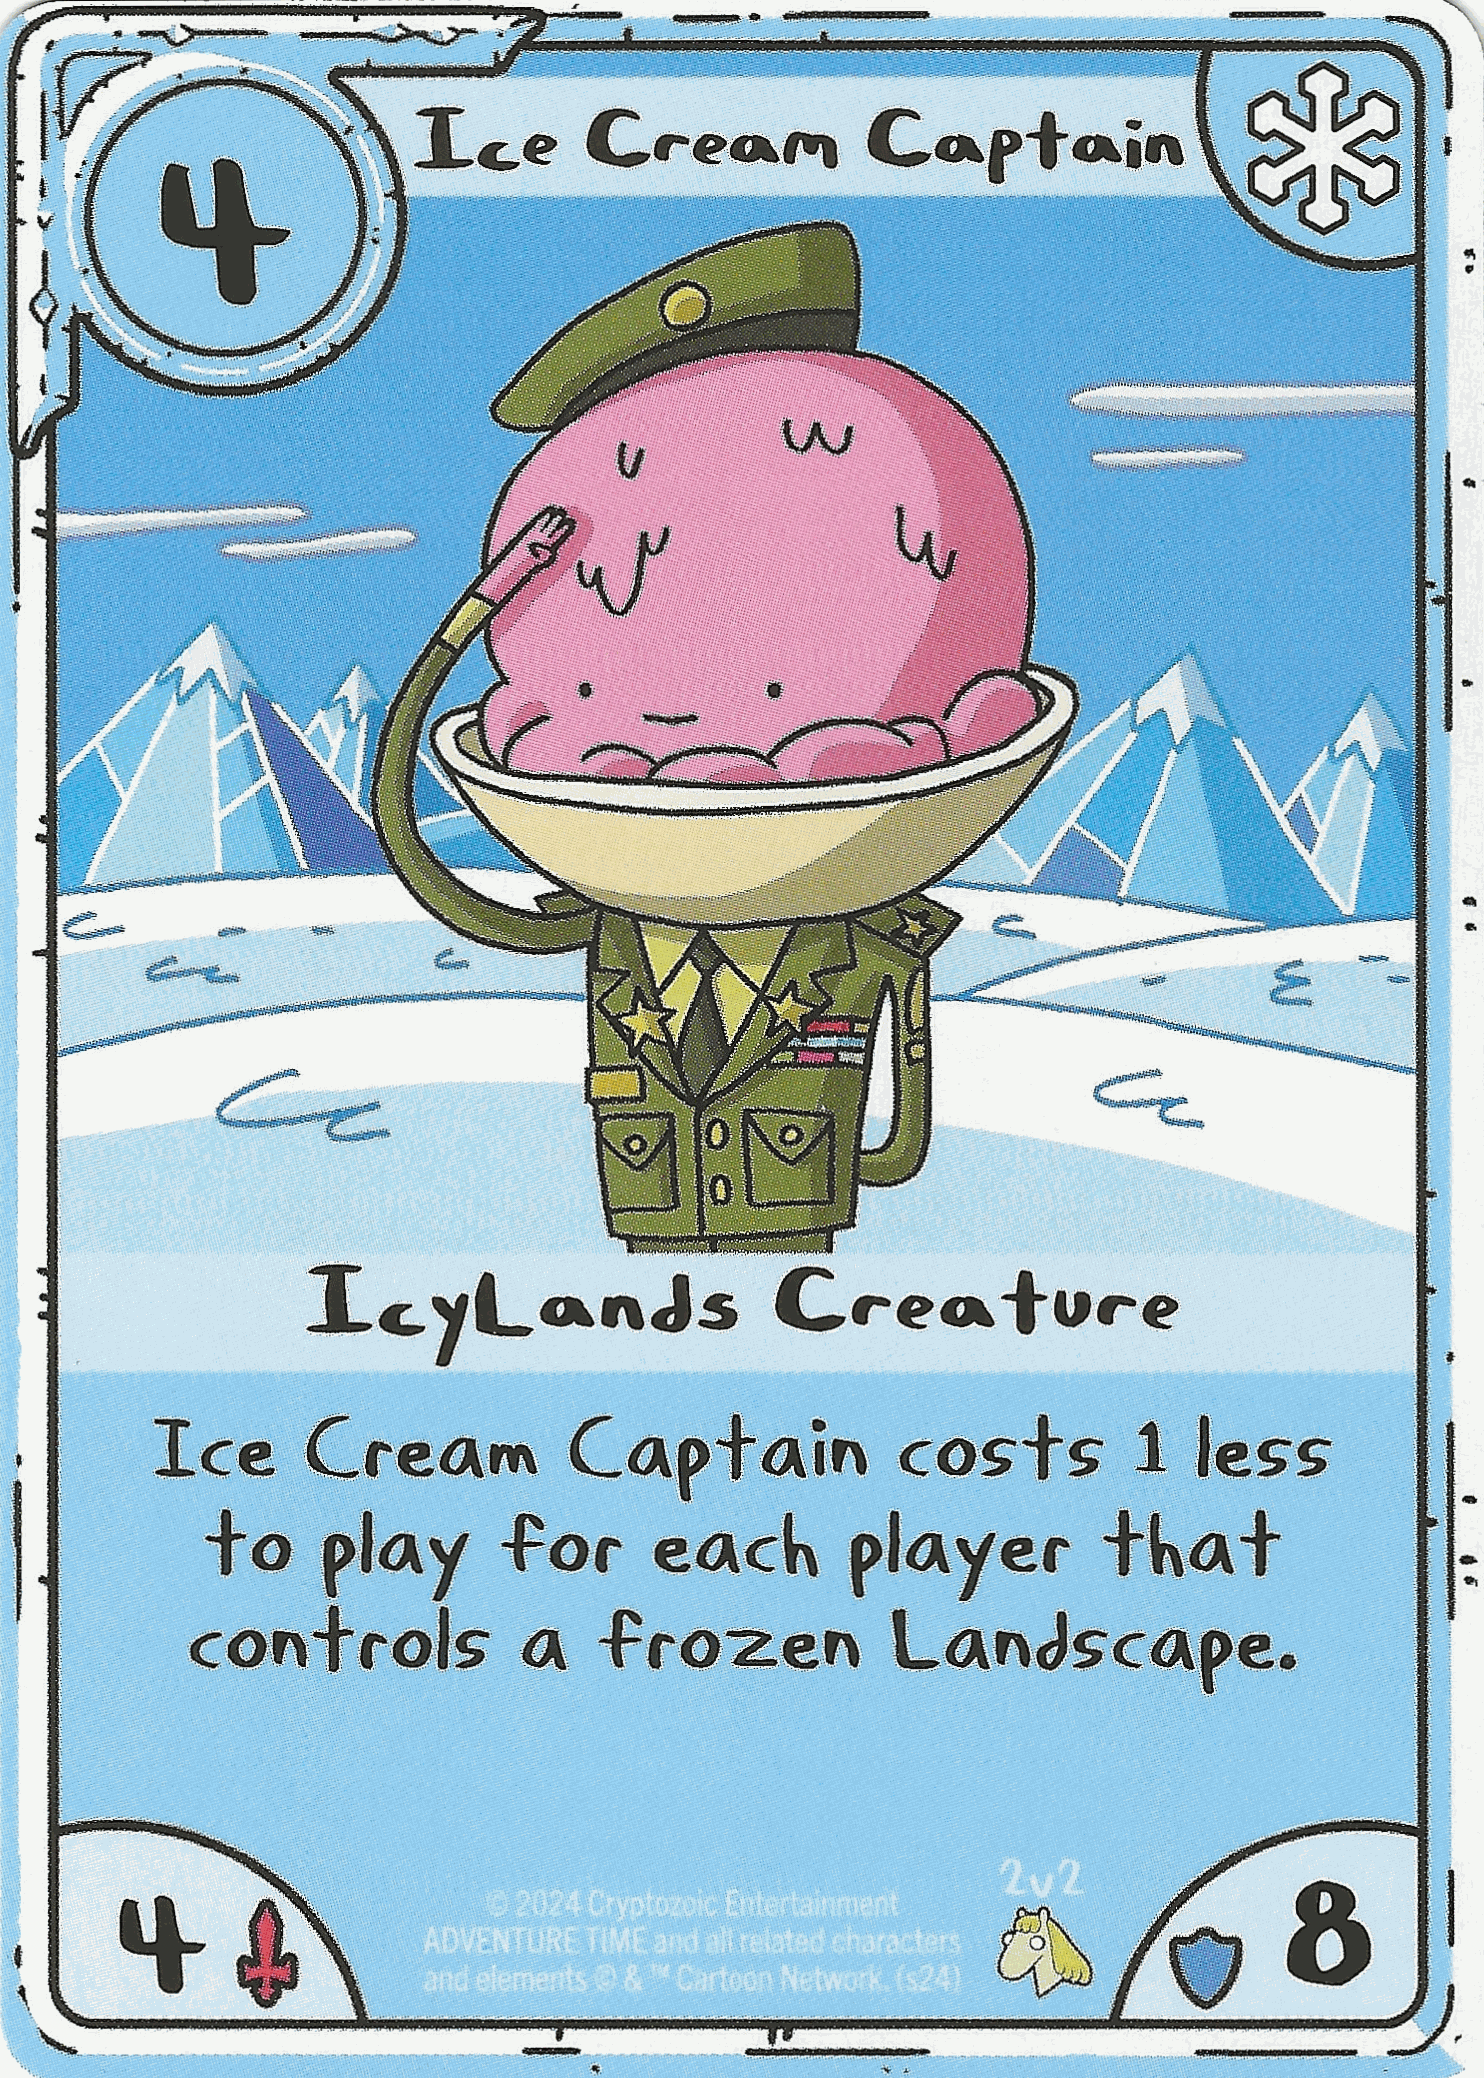 4
Ice Cream Captain
IcyLands Creature
Ice Cream Captain costs 1 less
to play for each player that
controls a frozen Landscape.
4
© 2024 Cryptozoic Entertainment
ADVENTURE TIME and all related characters
and elements © & ™ Cartoon Network. (s24)
2v2
8